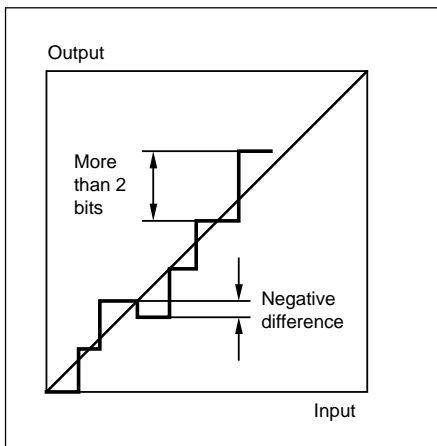 Output
More
than 2
bits
Negative
difference
Input